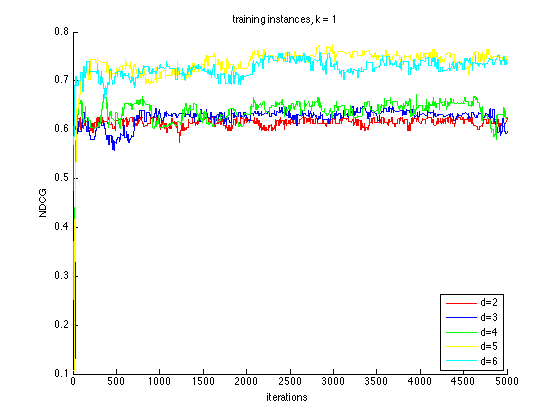 training instances, k = 1
0.8
0.7
0.6
0.5
0.4
0.3
0.2
0.1
NDCG
0 500 1000 1500 2000 2500 3000 3500 4000 4500 5000
iterations
d=2
d=3
d=4
d=5
d=6